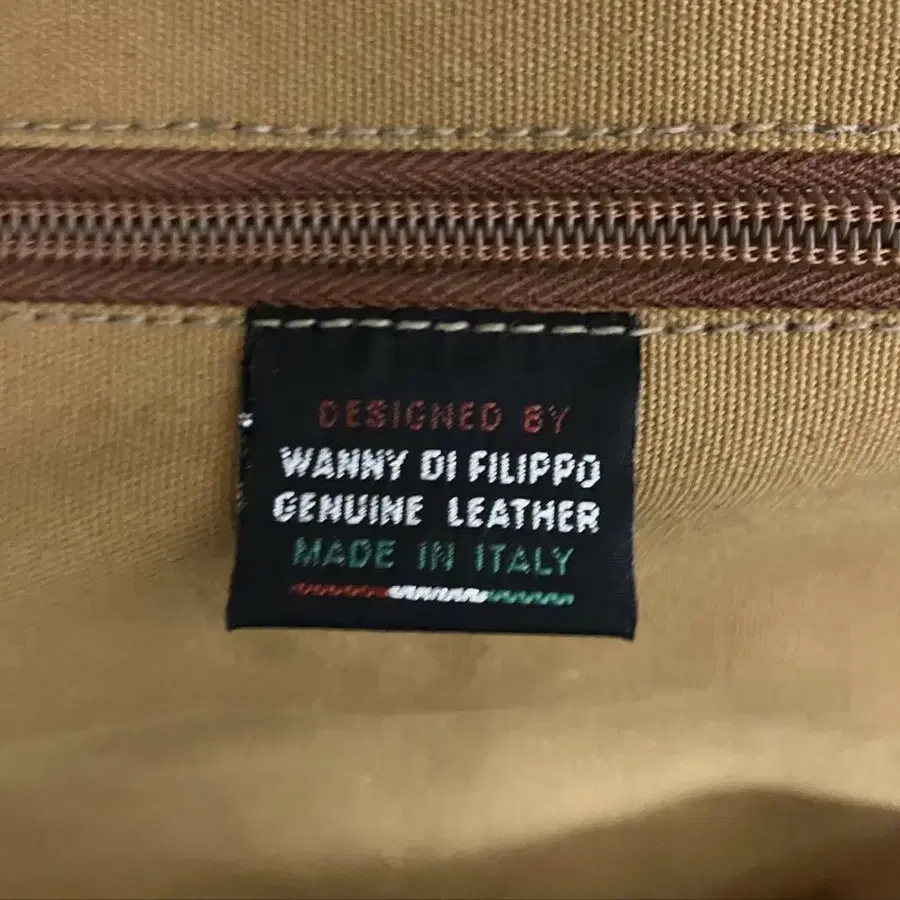 DESIGNED BY
WANNY DI FILIPPO
GENUINE LEATHER
MADE IN ITALY